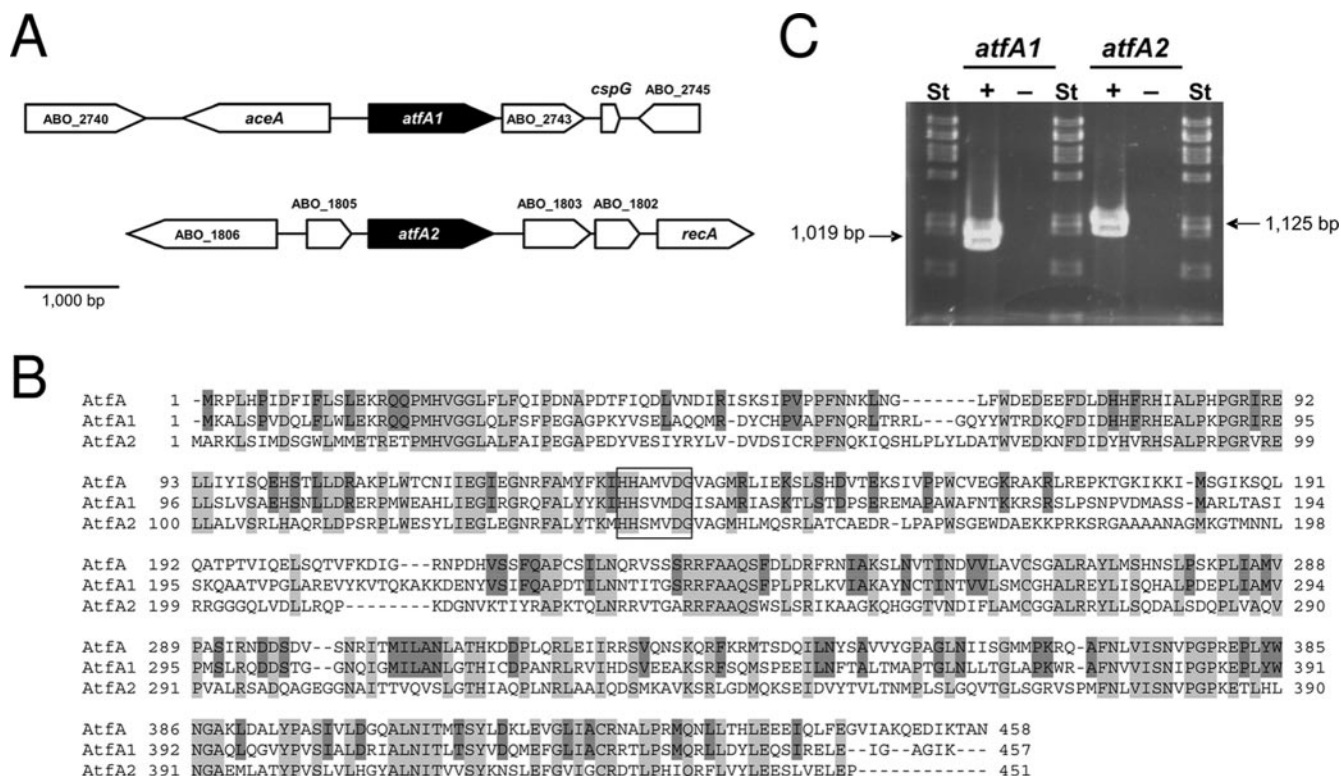 A
ABO_2740
aceA
atfA1
ABO_2743
cspG
ABO_2745
ABO_1806
ABO_1805
atfA2
ABO_1803
ABO_1802
recA
1,000 bp
C
atfA1 atfA2
St + – St + – St
1,019 bp
1,125 bp
B
AtfA 1 -MRPLHPIDFIFLSLEKRQQPMHVGGLFLFQIPDNAPDTFIQDLVNDIRISKSIPVPPFNNKLNG-------LFWDEDEEFDLDHHFRHIALPHPGRIRE 92
AtfA1 1 -MKALSPVDQLFLWLEKRQQPMHVGGLQLFSFPEGAGPKYVSELAQQMR-DYCHPVAPFNQRLTRRL--GQYYWTRDKQFDIDHHFRHEALPKPGRIRE 95
AtfA2 1 MARKLSIMDSGWLMMETRETPMHVGGLALFAIPEGAPEDYVESIYRYLV-DVDSICRPFNQKIQSHLPLYLDATWVEDKNFDIDYHVRHSALPRPGRVRE 99
AtfA 93 LLIYISQEHSTLLDRAKPLWTCNIIEGIEGNRFAMYFKIHHAMVDGVAGMRLIEKSLSHDVTEKSIVPPWCVEGKRAKRLREPKTGKIKKI-MSGIKSQL 191
AtfA1 96 LLSLVSAEHSNLLDRERPMWEAHLIEGIRGRQFALYYKIHHSVMDGISAMRIASKTLSTDPSEREMAPAWAFNTKKRSRSLPSNPVDMASS-MARLTASI 194
AtfA2 100 LLALVSRLHAQRLDPSRPLWESYLIEGLEGNRFALYTKMHHSMVDGVAGMHLMQSRLATCAEDR-LPAPWSGEWDAEKKPRKSRGAAAANAGMKGTMNNL 198
AtfA 192 QATPTVIQELSQTVFKDIG---RNPDHVSSFQAPCSILNQRVSSSRRFAAQSFDLDRFRNIAKSLNVTINDVVLAVCSGALRAYLMSHNSLPSKPLIAMV 288
AtfA1 195 SKQAATVPGLAREVYKVTQKAKKDENYVSIFQAPDTILNNTITGSRRFAAQSFPLPRLKVIAKAYNCTINTVVLSMCGHALREYLISQHALPDEPLIAMV 294
AtfA2 199 RRGGGQLVDLLRQP--------KDGNVKTIYRAPKTQLNRRVTGARRFAAQSWSLSRIKAAGKQHGGTVNDIFLAMCGGALRRYLLSQDALSDQPLVAQV 290
AtfA 289 PASIRNDDSDV--SNRITMILANLATHKDDPLQRLEIIRRSVQNSKQRFKRMTSDQILNYSAVVYGPAGLNIISGMMPKRQ-AFNLVISNVPGPREPLYW 385
AtfA1 295 PMSLRQDDSTG--GNQIGMILANLGTHICDPANRLRVIHDSVEEAKSRFSQMSPEEILNFTALTMAPTGLNLLTGLAPKWR-AFNVVISNIPGPKEPLYW 391
AtfA2 291 PVALRSADQAGEGGNAITTVQVSLGTHIAQPLNRLAAIQDSMKAVKSRLGDMQKSEIDVYTVLTNMPLSLGQVTGLSGRVSPMFNLVISNVPGPKETLHL 390
AtfA 386 NGAKLDALYPASIVLDGQALNITMTSYLDKLEVGLIACRNALPRMQNLLTHLEEEIQLFEGVIAKQEDIKTAN 458
AtfA1 392 NGAQLQGVYPVSIALDRIALNITLTSYVDQMEFGLIACRRTLPSMQRLLDYLEQSIRELE--IG--AGIK--- 457
AtfA2 391 NGAEMLATYPVSLVLHGYALNITVVSYKNSLEFGVIGCRDTLPHIQRFLVYLEESLVELEP------------ 451